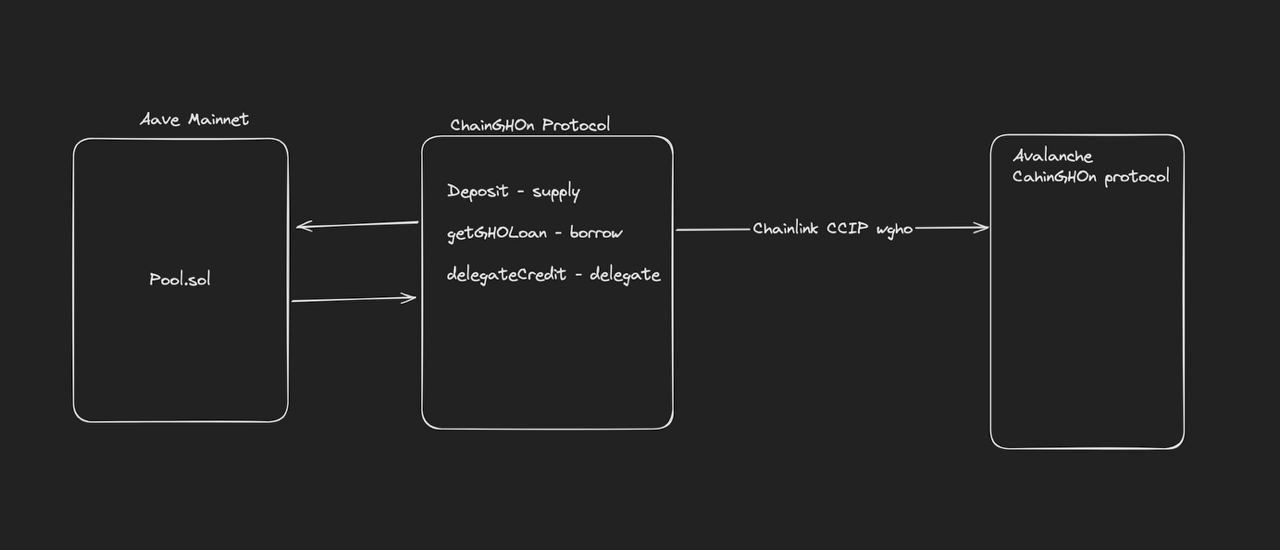 Aave Mainnet
Pool.sol
ChainGHOn Protocol
Deposit - supply
getGHOLoan - borrow
delegateCredit - delegate
Chainlink CCIP wgho
Avalanche
CahinGHOn protocol